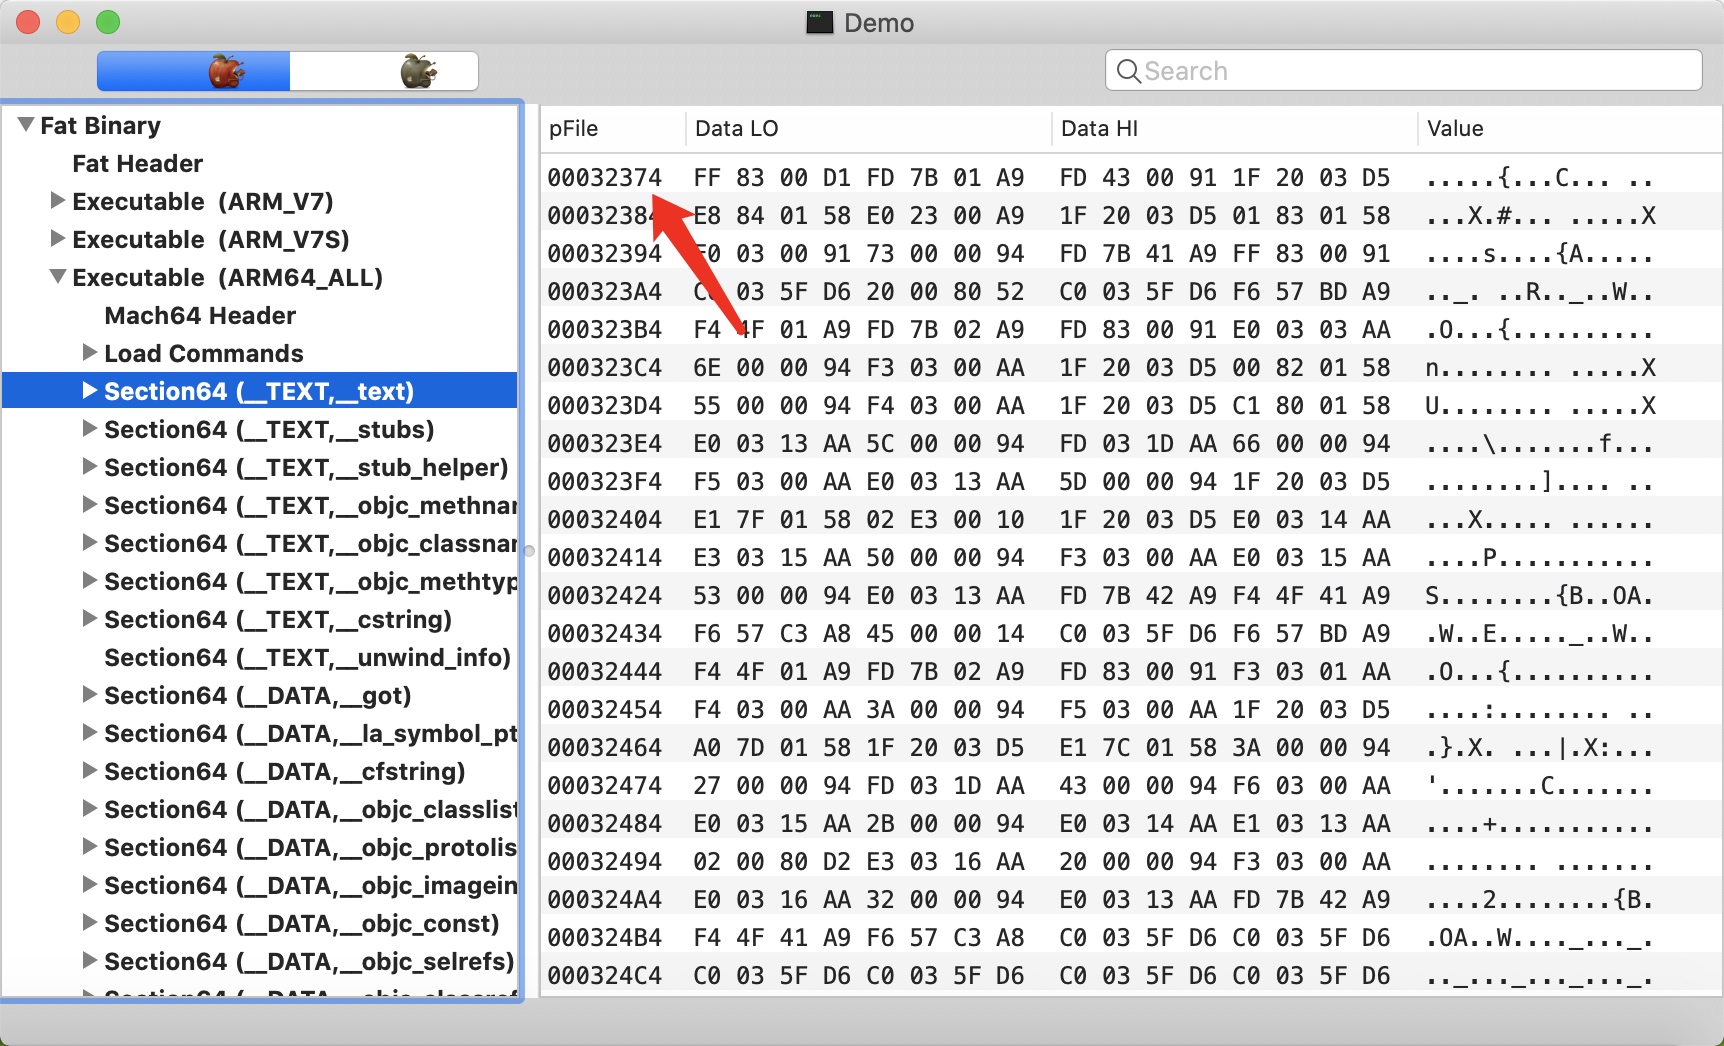 Demo
Search
Fat Binary
Fat Header
Executable (ARM_V7)
Executable (ARM_V7S)
Executable (ARM64_ALL)
Mach64 Header
Load Commands
Section64 (__TEXT,__text)
Section64 (__TEXT,__stubs)
Section64 (__TEXT,__stub_helper)
Section64 (__TEXT,__objc_methnar
Section64 (__TEXT,__objc_classnar
Section64 (__TEXT,__objc_methtyp
Section64 (__TEXT,__cstring)
Section64 (__TEXT,__unwind_info)
Section64 (__DATA,__got)
Section64 (__DATA,__la_symbol_pt
Section64 (__DATA,__cfstring)
Section64 (__DATA,__objc_classlist
Section64 (__DATA,__objc_protolis
Section64 (__DATA,__objc_imagein
Section64 (__DATA,__objc_const)
Section64 (__DATA,__objc_selrefs)
pFile Data LO Data HI Value
00032374 FF 83 00 D1 FD 7B 01 A9 FD 43 00 91 1F 20 03 D5 .....{...C... ..
00032384 E8 84 01 58 E0 23 00 A9 1F 20 03 D5 01 83 01 58 ...X.#... .....X
00032394 03 00 91 73 00 00 94 FD 7B 41 A9 FF 83 00 91 ....s....{A.....
000323A4 03 5F D6 20 00 80 52 C0 03 5F D6 F6 57 BD A9 .._. ..R.._..W..
000323B4 F4 4F 01 A9 FD 7B 02 A9 FD 83 00 91 E0 03 03 AA .O...{..........
000323C4 6E 00 00 94 F3 03 00 AA 1F 20 03 D5 00 82 01 58 n........ .....X
000323D4 55 00 00 94 F4 03 00 AA 1F 20 03 D5 C1 80 01 58 U........ .....X
000323E4 E0 03 13 AA 5C 00 00 94 FD 03 1D AA 66 00 00 94 ....\.......f...
000323F4 F5 03 00 AA E0 03 13 AA 5D 00 00 94 1F 20 03 D5 ........].... ..
00032404 E1 7F 01 58 02 E3 00 10 1F 20 03 D5 E0 03 14 AA ...X..... ......
00032414 E3 03 15 AA 50 00 00 94 F3 03 00 AA E0 03 15 AA ....P...........
00032424 53 00 00 94 E0 03 13 AA FD 7B 42 A9 F4 4F 41 A9 S........{B..OA.
00032434 F6 57 C3 A8 45 00 00 14 C0 03 5F D6 F6 57 BD A9 .W..E....._..W..
00032444 F4 4F 01 A9 FD 7B 02 A9 FD 83 00 91 F3 03 01 AA .O...{..........
00032454 F4 03 00 AA 3A 00 00 94 F5 03 00 AA 1F 20 03 D5 ....:........ ..
00032464 A0 7D 01 58 1F 20 03 D5 E1 7C 01 58 3A 00 00 94 .}.X. ...|.X:...
00032474 27 00 00 94 FD 03 1D AA 43 00 00 94 F6 03 00 AA '.......C.......
00032484 E0 03 15 AA 2B 00 00 94 E0 03 14 AA E1 03 13 AA ....+...........
00032494 02 00 80 D2 E3 03 16 AA 20 00 00 94 F3 03 00 AA ........ .......
000324A4 E0 03 16 AA 32 00 00 94 E0 03 13 AA FD 7B 42 A9 ....2........{B.
000324B4 F4 4F 41 A9 F6 57 C3 A8 C0 03 5F D6 C0 03 5F D6 .OA..W...._..._.
000324C4 C0 03 5F D6 C0 03 5F D6 C0 03 5F D6 C0 03 5F D6 .._..._..._..._.